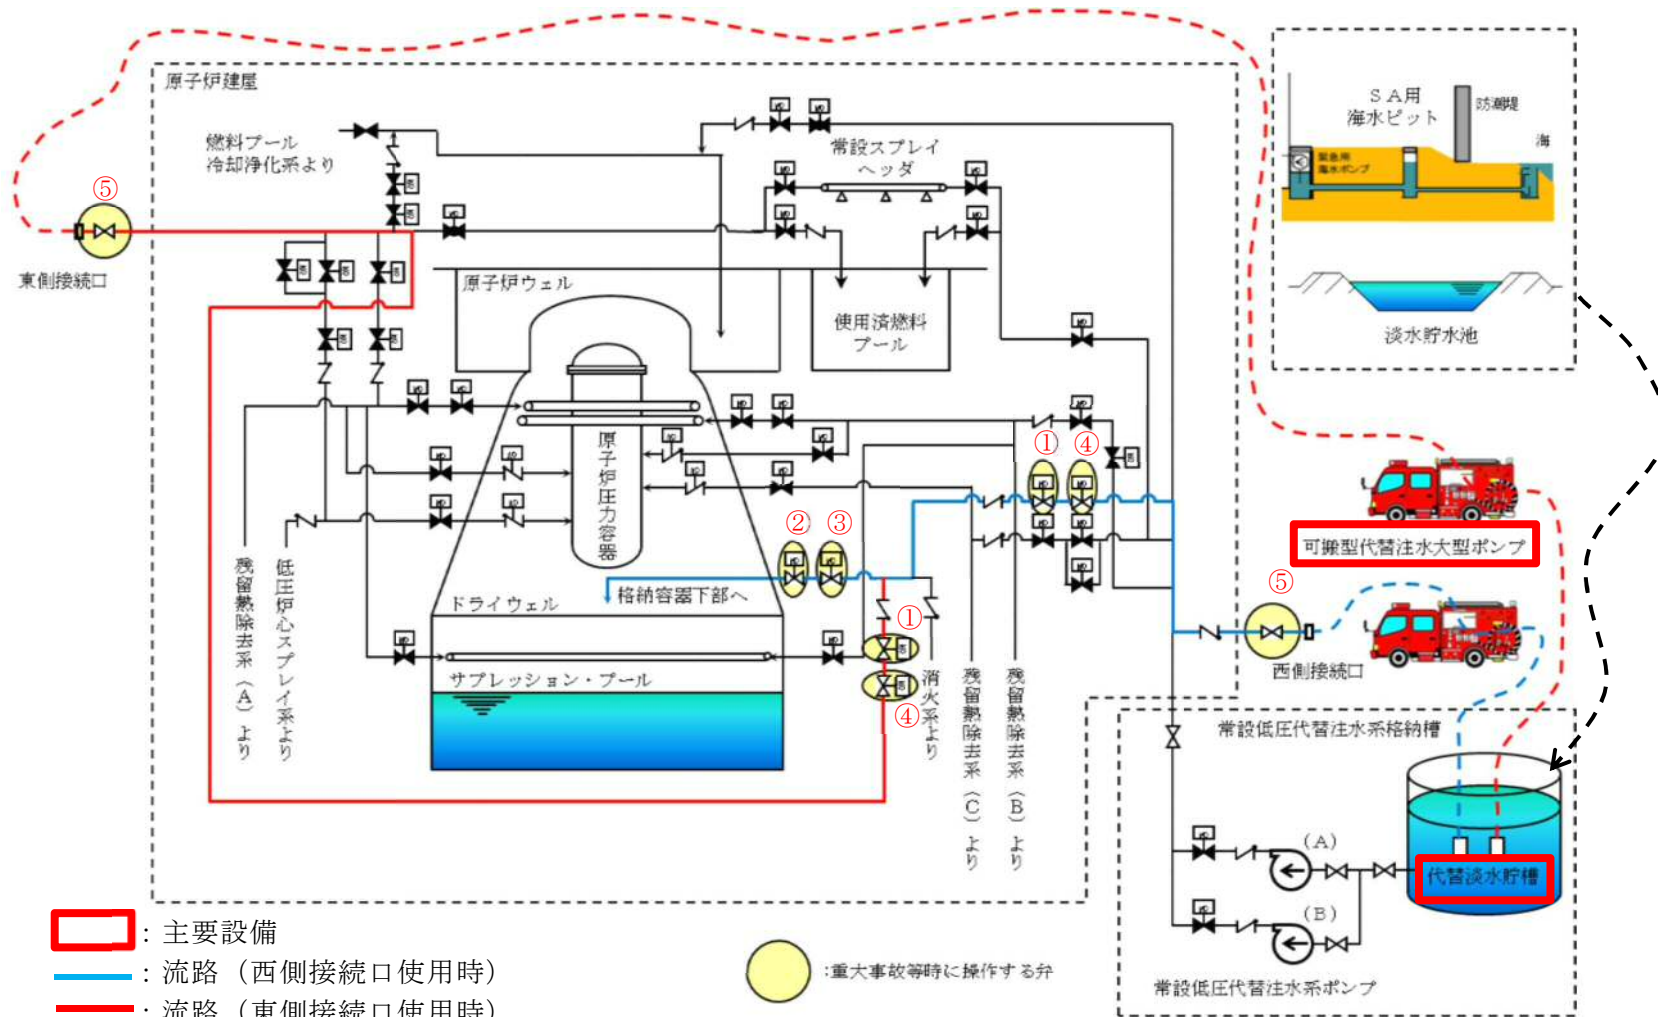 原子炉建屋
燃料プール
冷却浄化系より
常設スプレイ
ヘッダ
SA用
海水ピット
防潮堤
海
緊急用
海水ポンプ
⑤
東側接続口
原子炉ウェル
使用済燃料
プール
淡水貯水池
原子炉圧力容器
①
④
②
③
可搬型代替注水大型ポンプ
⑤
西側接続口
格納容器下部へ
ドライウェル
①
④
サプレッション・プール
残留熱除去系(A)より
低圧炉心スプレイ系より
消火系より
残留熱除去系(C)より
残留熱除去系(B)より
常設低圧代替注水系格納槽
(A)
(B)
代替淡水貯槽
常設低圧代替注水系ポンプ
:主要設備
:流路(西側接続口使用時)
:流路(東側接続口使用時)
:重大事故等時に操作する弁